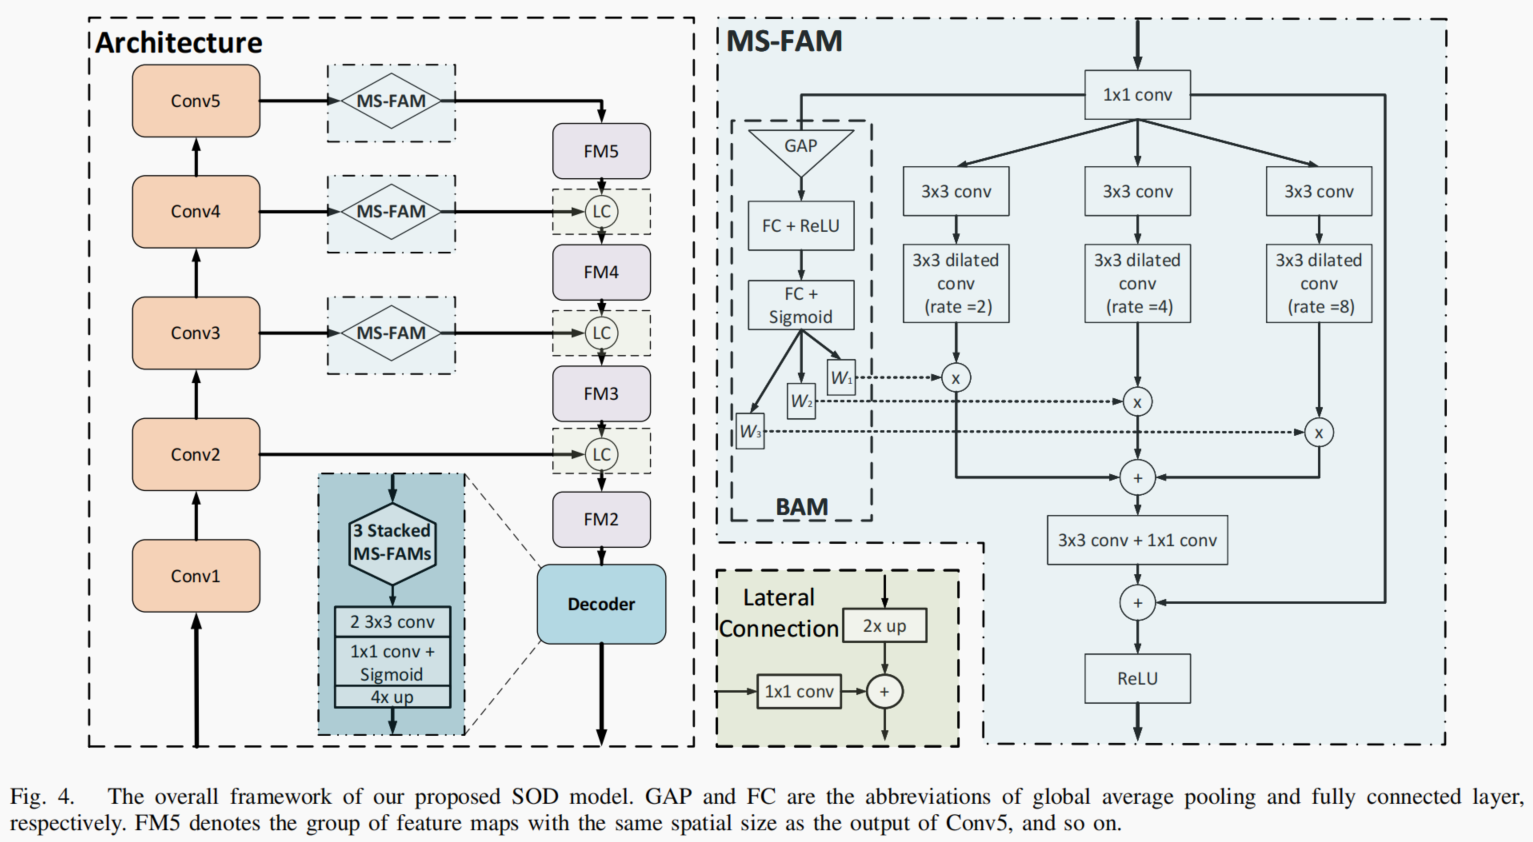 Architecture
Conv5
MS-FAM
FM5
Conv4
MS-FAM
LC
FM4
Conv3
MS-FAM
LC
FM3
Conv2
LC
FM2
Conv1
3 Stacked
MS-FAMs
2 3x3 conv
1x1 conv +
Sigmoid
4x up
Decoder
MS-FAM
1x1 conv
GAP
FC + ReLU
FC +
Sigmoid
W1
W2
W3
BAM
3x3 conv
3x3 conv
3x3 conv
3x3 dilated
conv
(rate =2)
3x3 dilated
conv
(rate =4)
3x3 dilated
conv
(rate =8)
x
x
x
+
3x3 conv + 1x1 conv
+
ReLU
Lateral
Connection
2x up
1x1 conv
+
Fig. 4. The overall framework of our proposed SOD model. GAP and FC are the abbreviations of global average pooling and fully connected layer,
respectively. FM5 denotes the group of feature maps with the same spatial size as the output of Conv5, and so on.